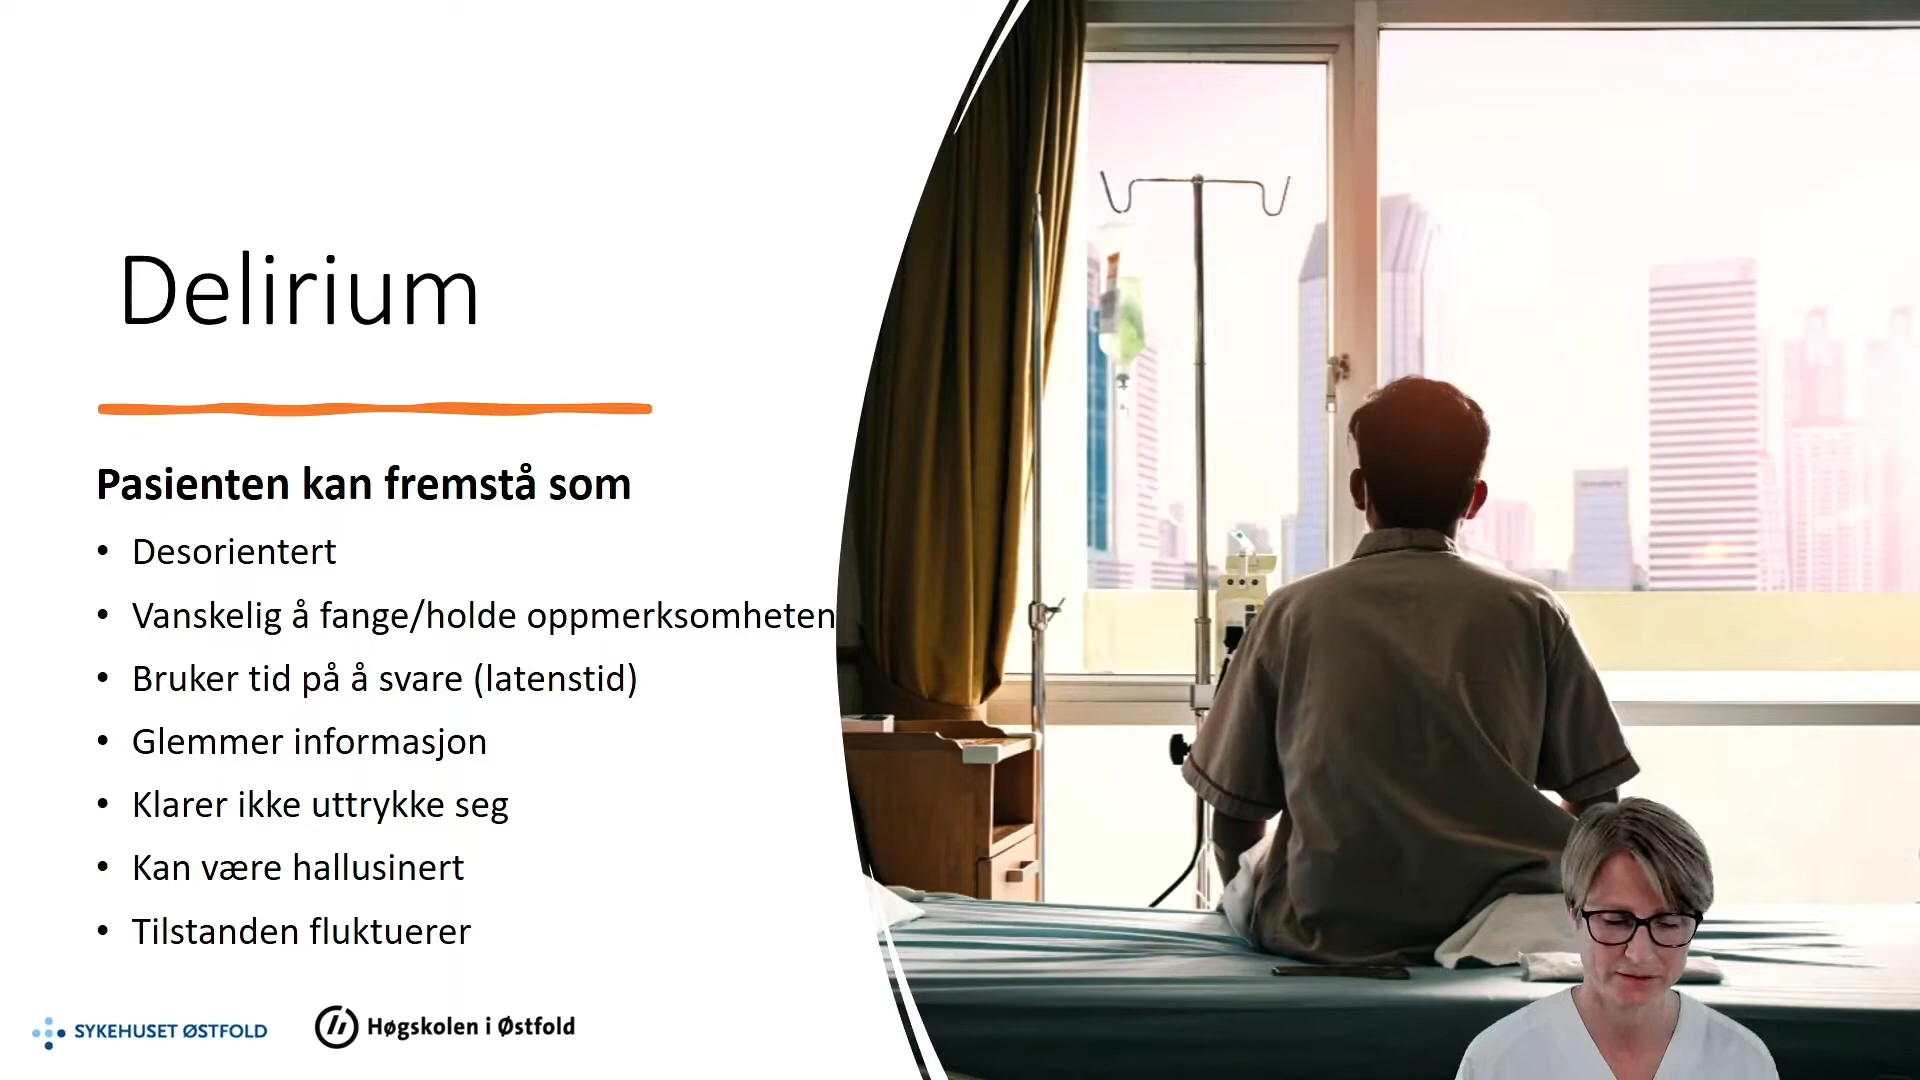 Delirium
Pasienten kan fremstå som
• Desorientert
• Vanskelig å fange/holde oppmerksomheten
• Bruker tid på å svare (latenstid)
• Glemmer informasjon
• Klarer ikke uttrykke seg
• Kan være hallusinert
• Tilstanden fluktuerer
SYKEHUSET ØSTFOLD
Høgskolen i Østfold